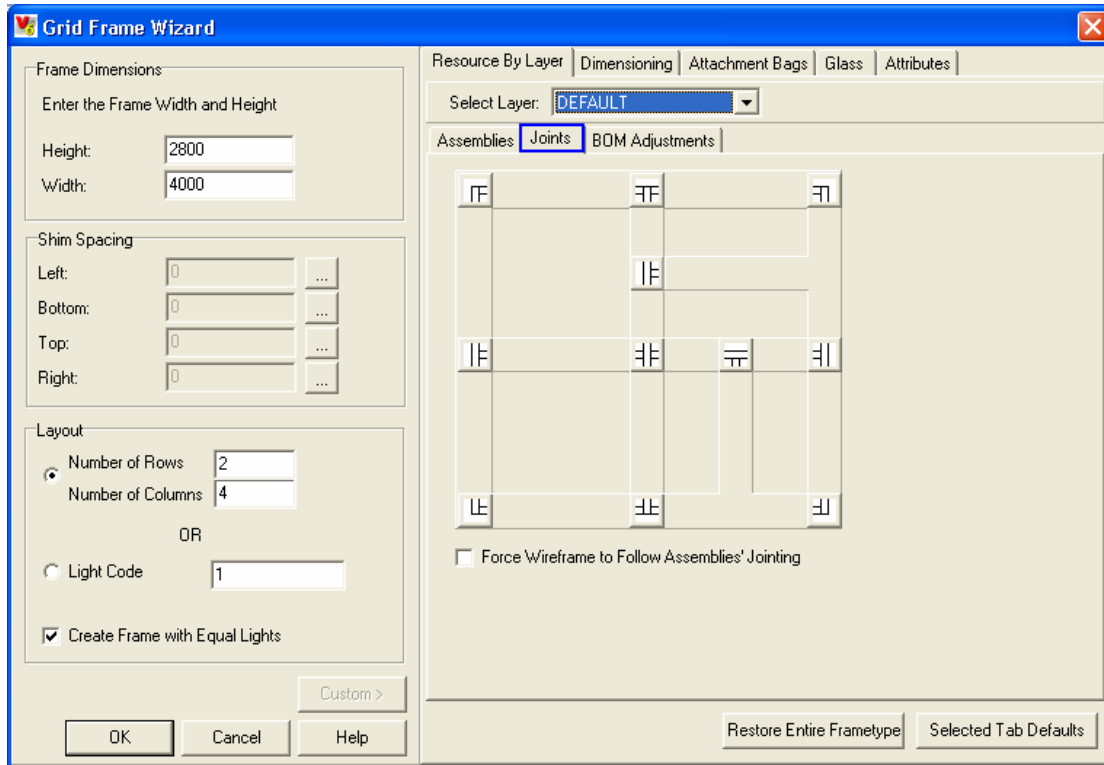 Grid Frame Wizard
Frame Dimensions
Enter the Frame Width and Height
Height: 2800
Width: 4000
Shim Spacing
Left: 0 ...
Bottom: 0 ...
Top: 0 ...
Right: 0 ...
Layout
Number of Rows 2
Number of Columns 4
OR
Light Code 1
Create Frame with Equal Lights
Custom >
OK Cancel Help
Resource By Layer Dimensioning Attachment Bags Glass Attributes
Select Layer: DEFAULT
Assemblies Joints BOM Adjustments
Force Wireframe to Follow Assemblies' Jointing
Restore Entire Frametype Selected Tab Defaults